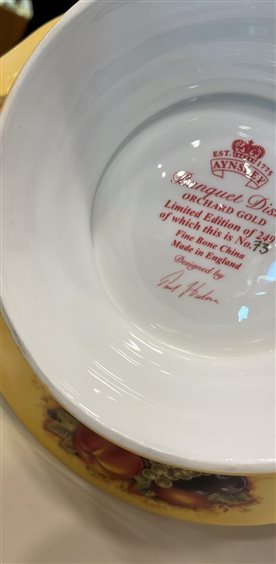 EST. 1775
AYNSLEY
Banquet Dis
ORCHARD GOLD
Limited Edition of 249
of which this is No. 73
Fine Bone China
Made in England
Designed by